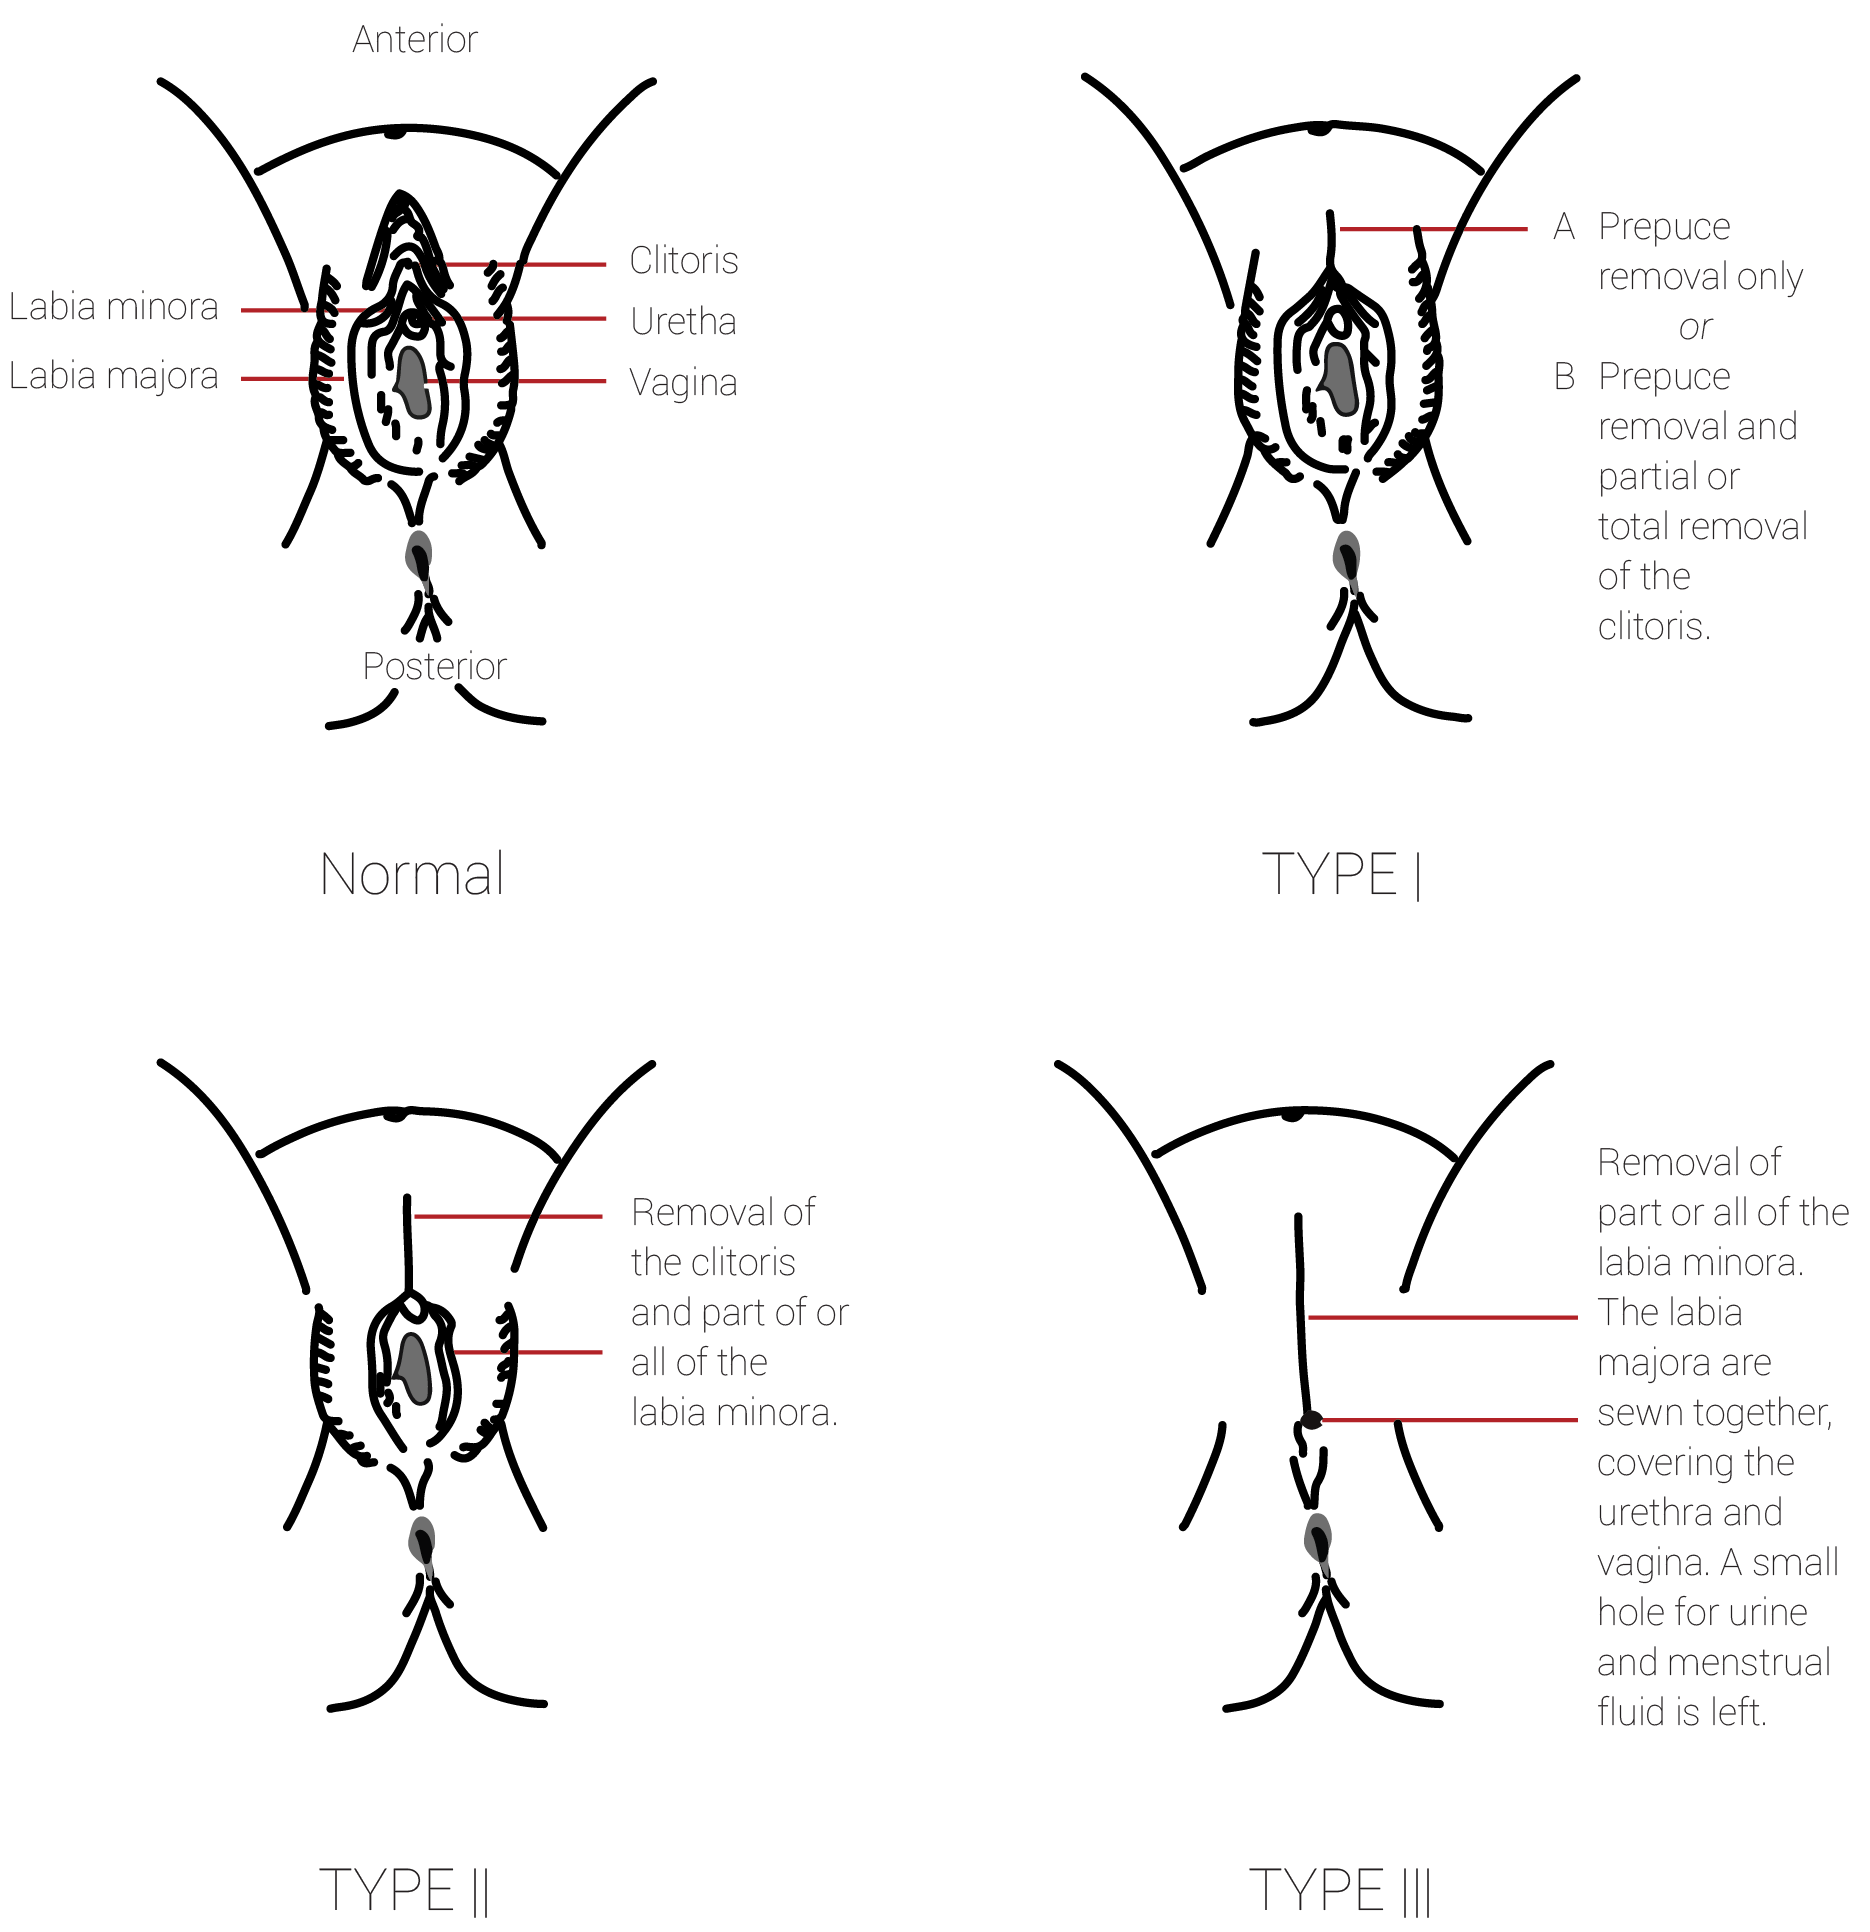 Anterior
Labia minora
Labia majora
Clitoris
Uretha
Vagina
Posterior
Normal
A Prepuce
removal only
or
B Prepuce
removal and
partial or
total removal
of the
clitoris.
TYPE I
Removal of
the clitoris
and part of or
all of the
labia minora.
TYPE II
Removal of
part or all of the
labia minora.
The labia
majora are
sewn together,
covering the
urethra and
vagina. A small
hole for urine
and menstrual
fluid is left.
TYPE III